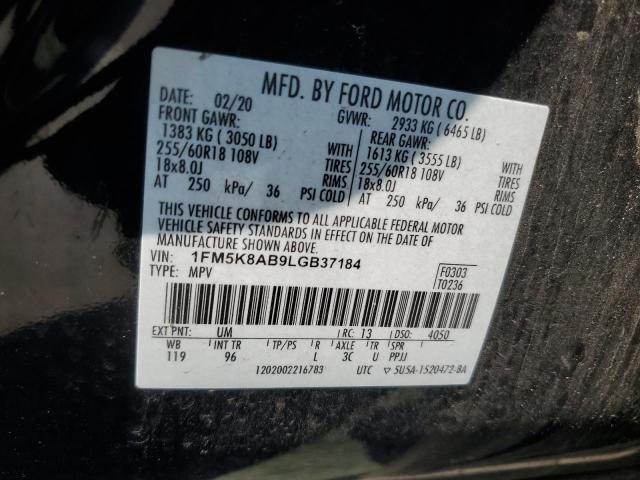 MFD. BY FORD MOTOR CO.
DATE: 02/20 GVWR: 2933 KG ( 6465 LB)
FRONT GAWR: REAR GAWR:
1383 KG ( 3050 LB) 1613 KG ( 3555 LB)
255/60R18 108V WITH TIRES 255/60R18 108V WITH TIRES
18x8.0J RIMS 18x8.0J RIMS
AT 250 kPa/ 36 PSI COLD AT 250 kPa/ 36 PSI COLD
THIS VEHICLE CONFORMS TO ALL APPLICABLE FEDERAL MOTOR
VEHICLE SAFETY STANDARDS IN EFFECT ON THE DATE OF
MANUFACTURE SHOWN ABOVE.
VIN: 1FM5K8AB9LGB37184
TYPE: MPV
F0303
T0236
EXT PNT: UM RC: 13 DSO: 4050
WB INT TR TP/PS R AXLE TR SPR
119 96 L 3C U PPJJ
1202002216783 UTC ▽ 5U5A-1520472-BA